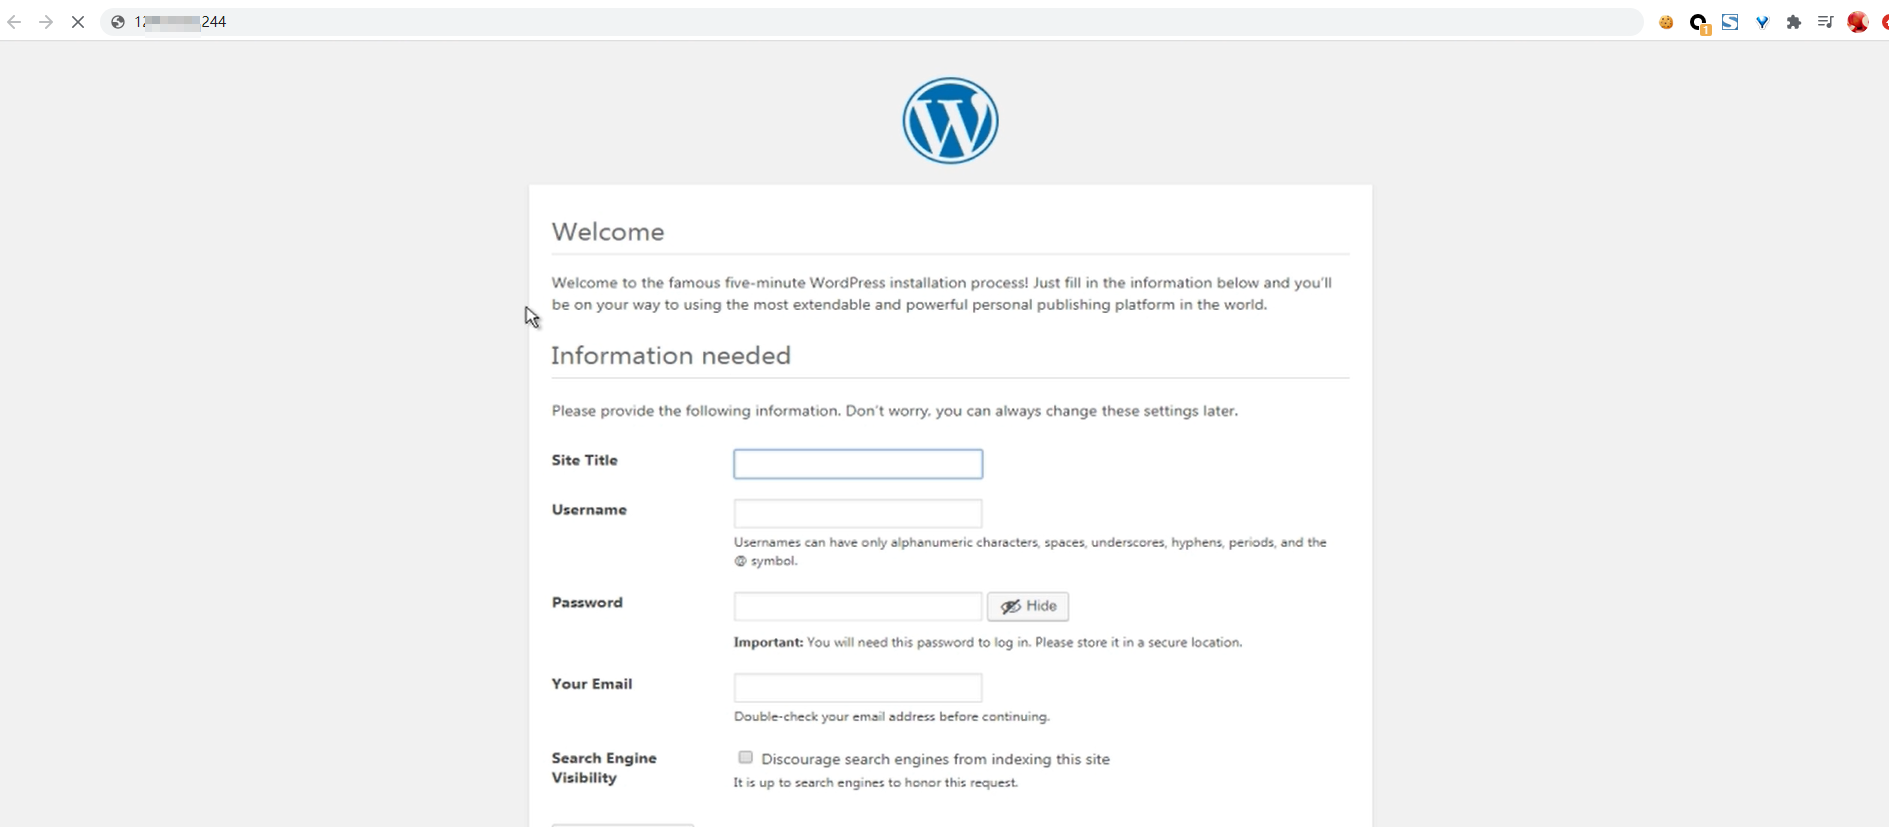 244
Welcome
Welcome to the famous five-minute WordPress installation process! Just fill in the information below and you'll
be on your way to using the most extendable and powerful personal publishing platform in the world.
Information needed
Please provide the following information. Don't worry, you can always change these settings later.
Site Title
Username
Usernames can have only alphanumeric characters, spaces, underscores, hyphens, periods, and the
@ symbol.
Password
Hide
Important: You will need this password to log in. Please store it in a secure location.
Your Email
Double-check your email address before continuing.
Search Engine
Visibility
Discourage search engines from indexing this site
It is up to search engines to honor this request.